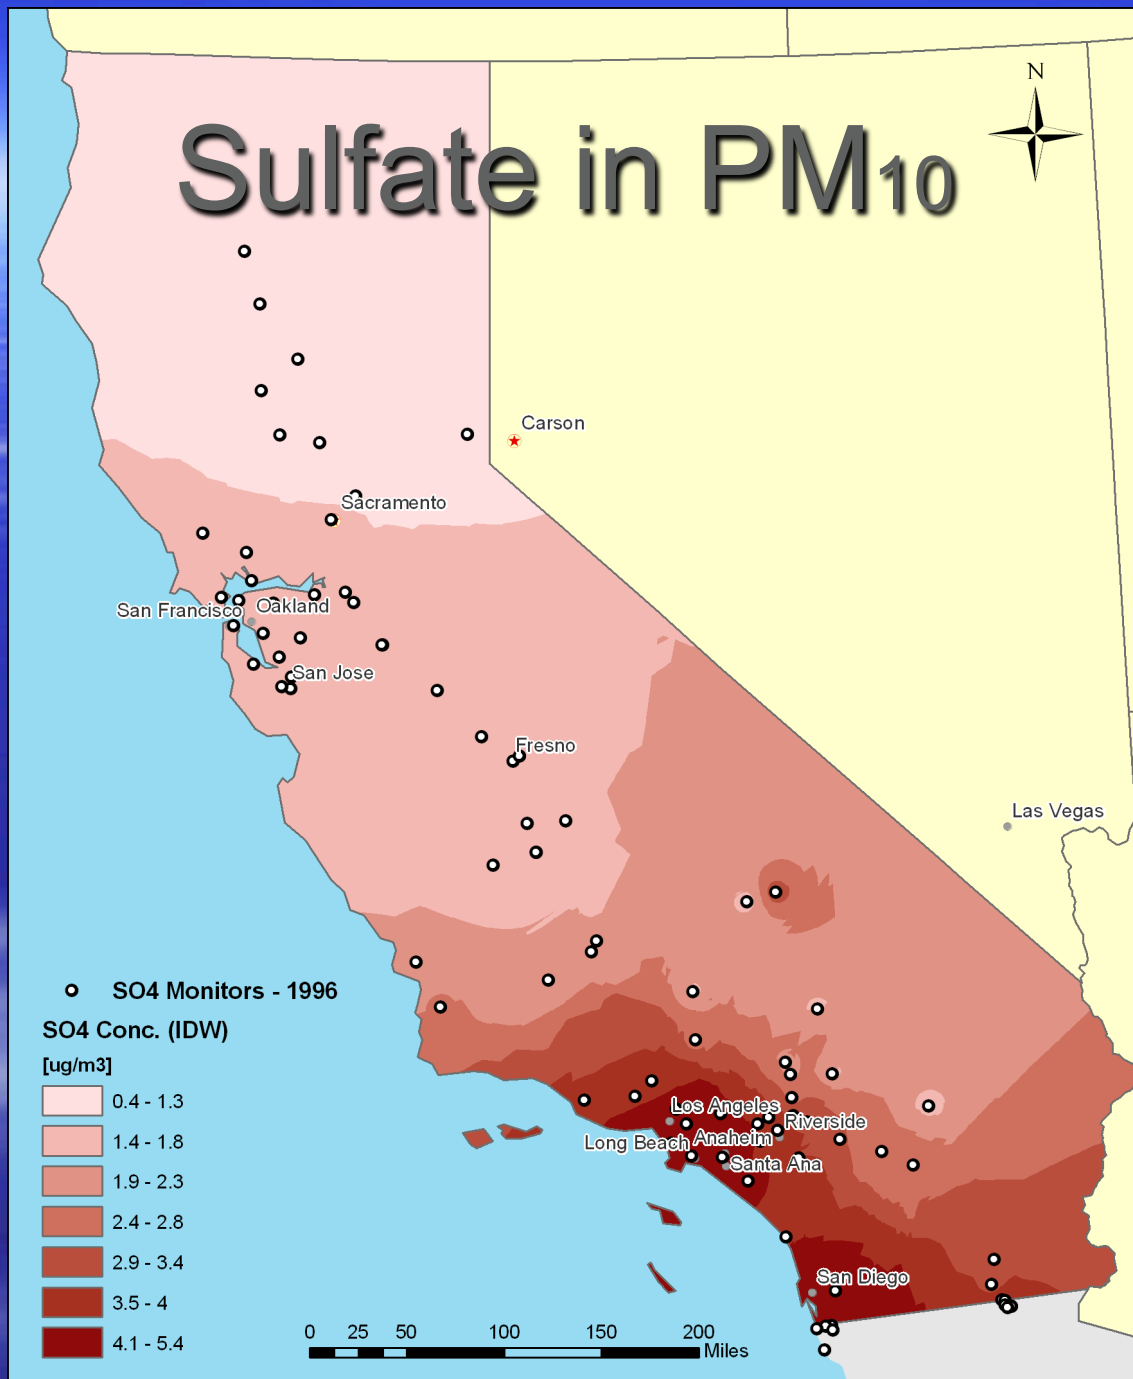 N
Sulfate in PM10
Carson
Sacramento
San Francisco
Oakland
San Jose
Fresno
Las Vegas
SO4 Monitors - 1996
SO4 Conc. (IDW)
[ug/m3]
0.4 - 1.3
1.4 - 1.8
1.9 - 2.3
2.4 - 2.8
2.9 - 3.4
3.5 - 4
4.1 - 5.4
Los Angeles
Riverside
Long Beach
Anaheim
Santa Ana
San Diego
0 25 50 100 150 200
Miles